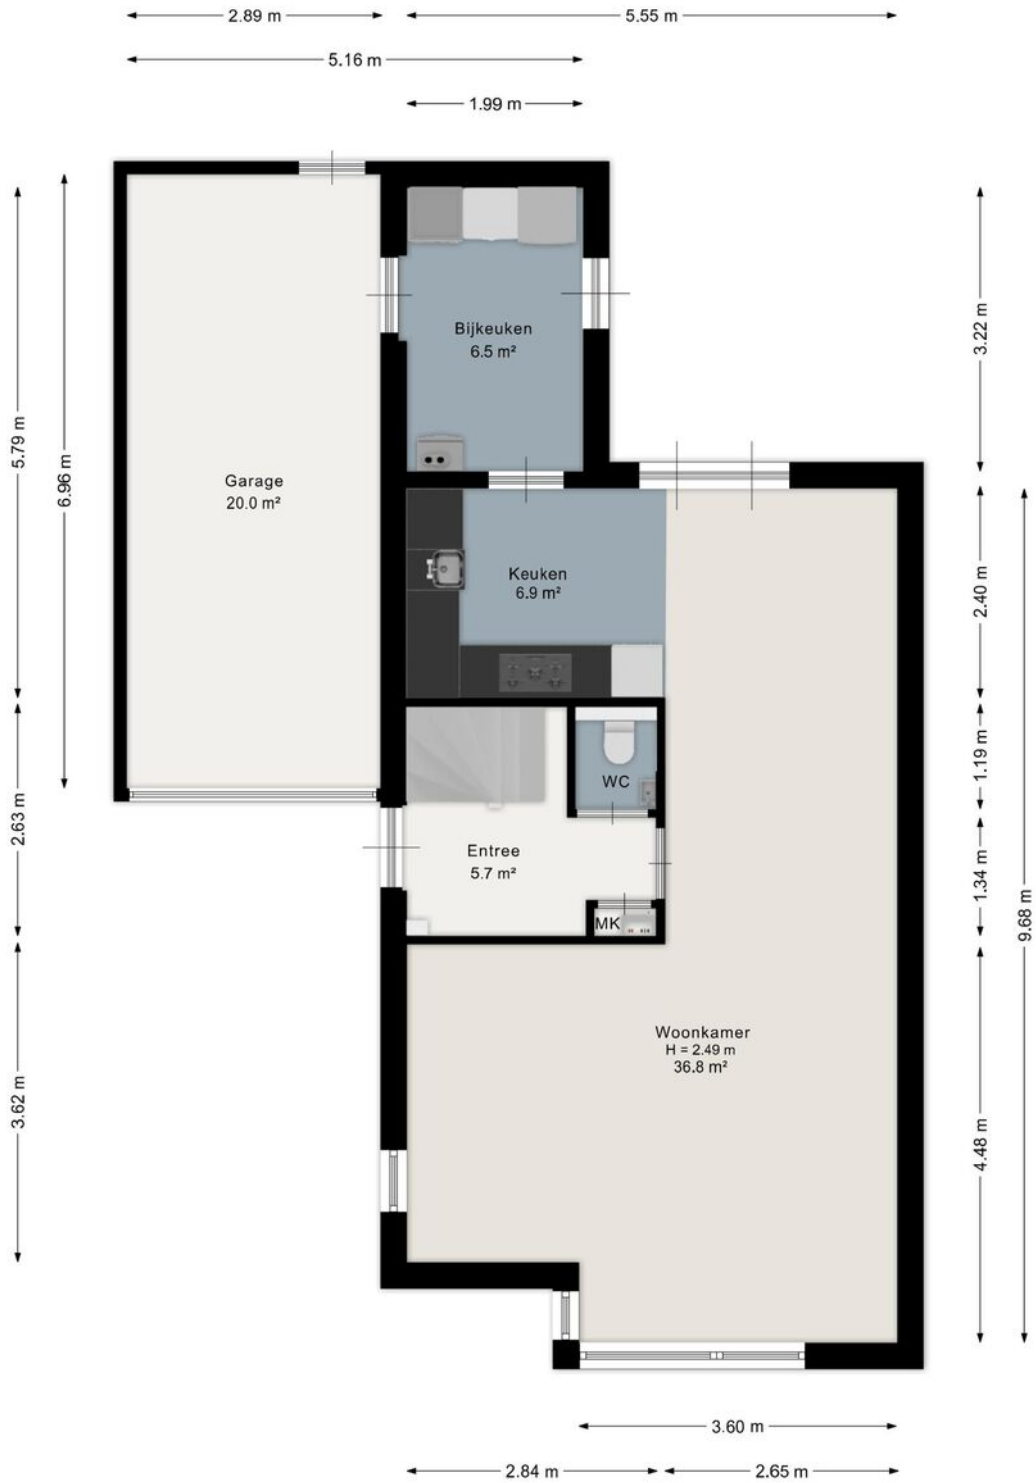 2.89 m
5.55 m
5.16 m
1.99 m
5.79 m
6.96 m
3.22 m
Bijkeuken
6.5 m²
Garage
20.0 m²
Keuken
6.9 m²
2.40 m
2.63 m
WC
1.19 m
Entree
5.7 m²
1.34 m
MK
9.68 m
Woonkamer
H = 2.49 m
36.8 m²
3.62 m
4.48 m
3.60 m
2.84 m
2.65 m